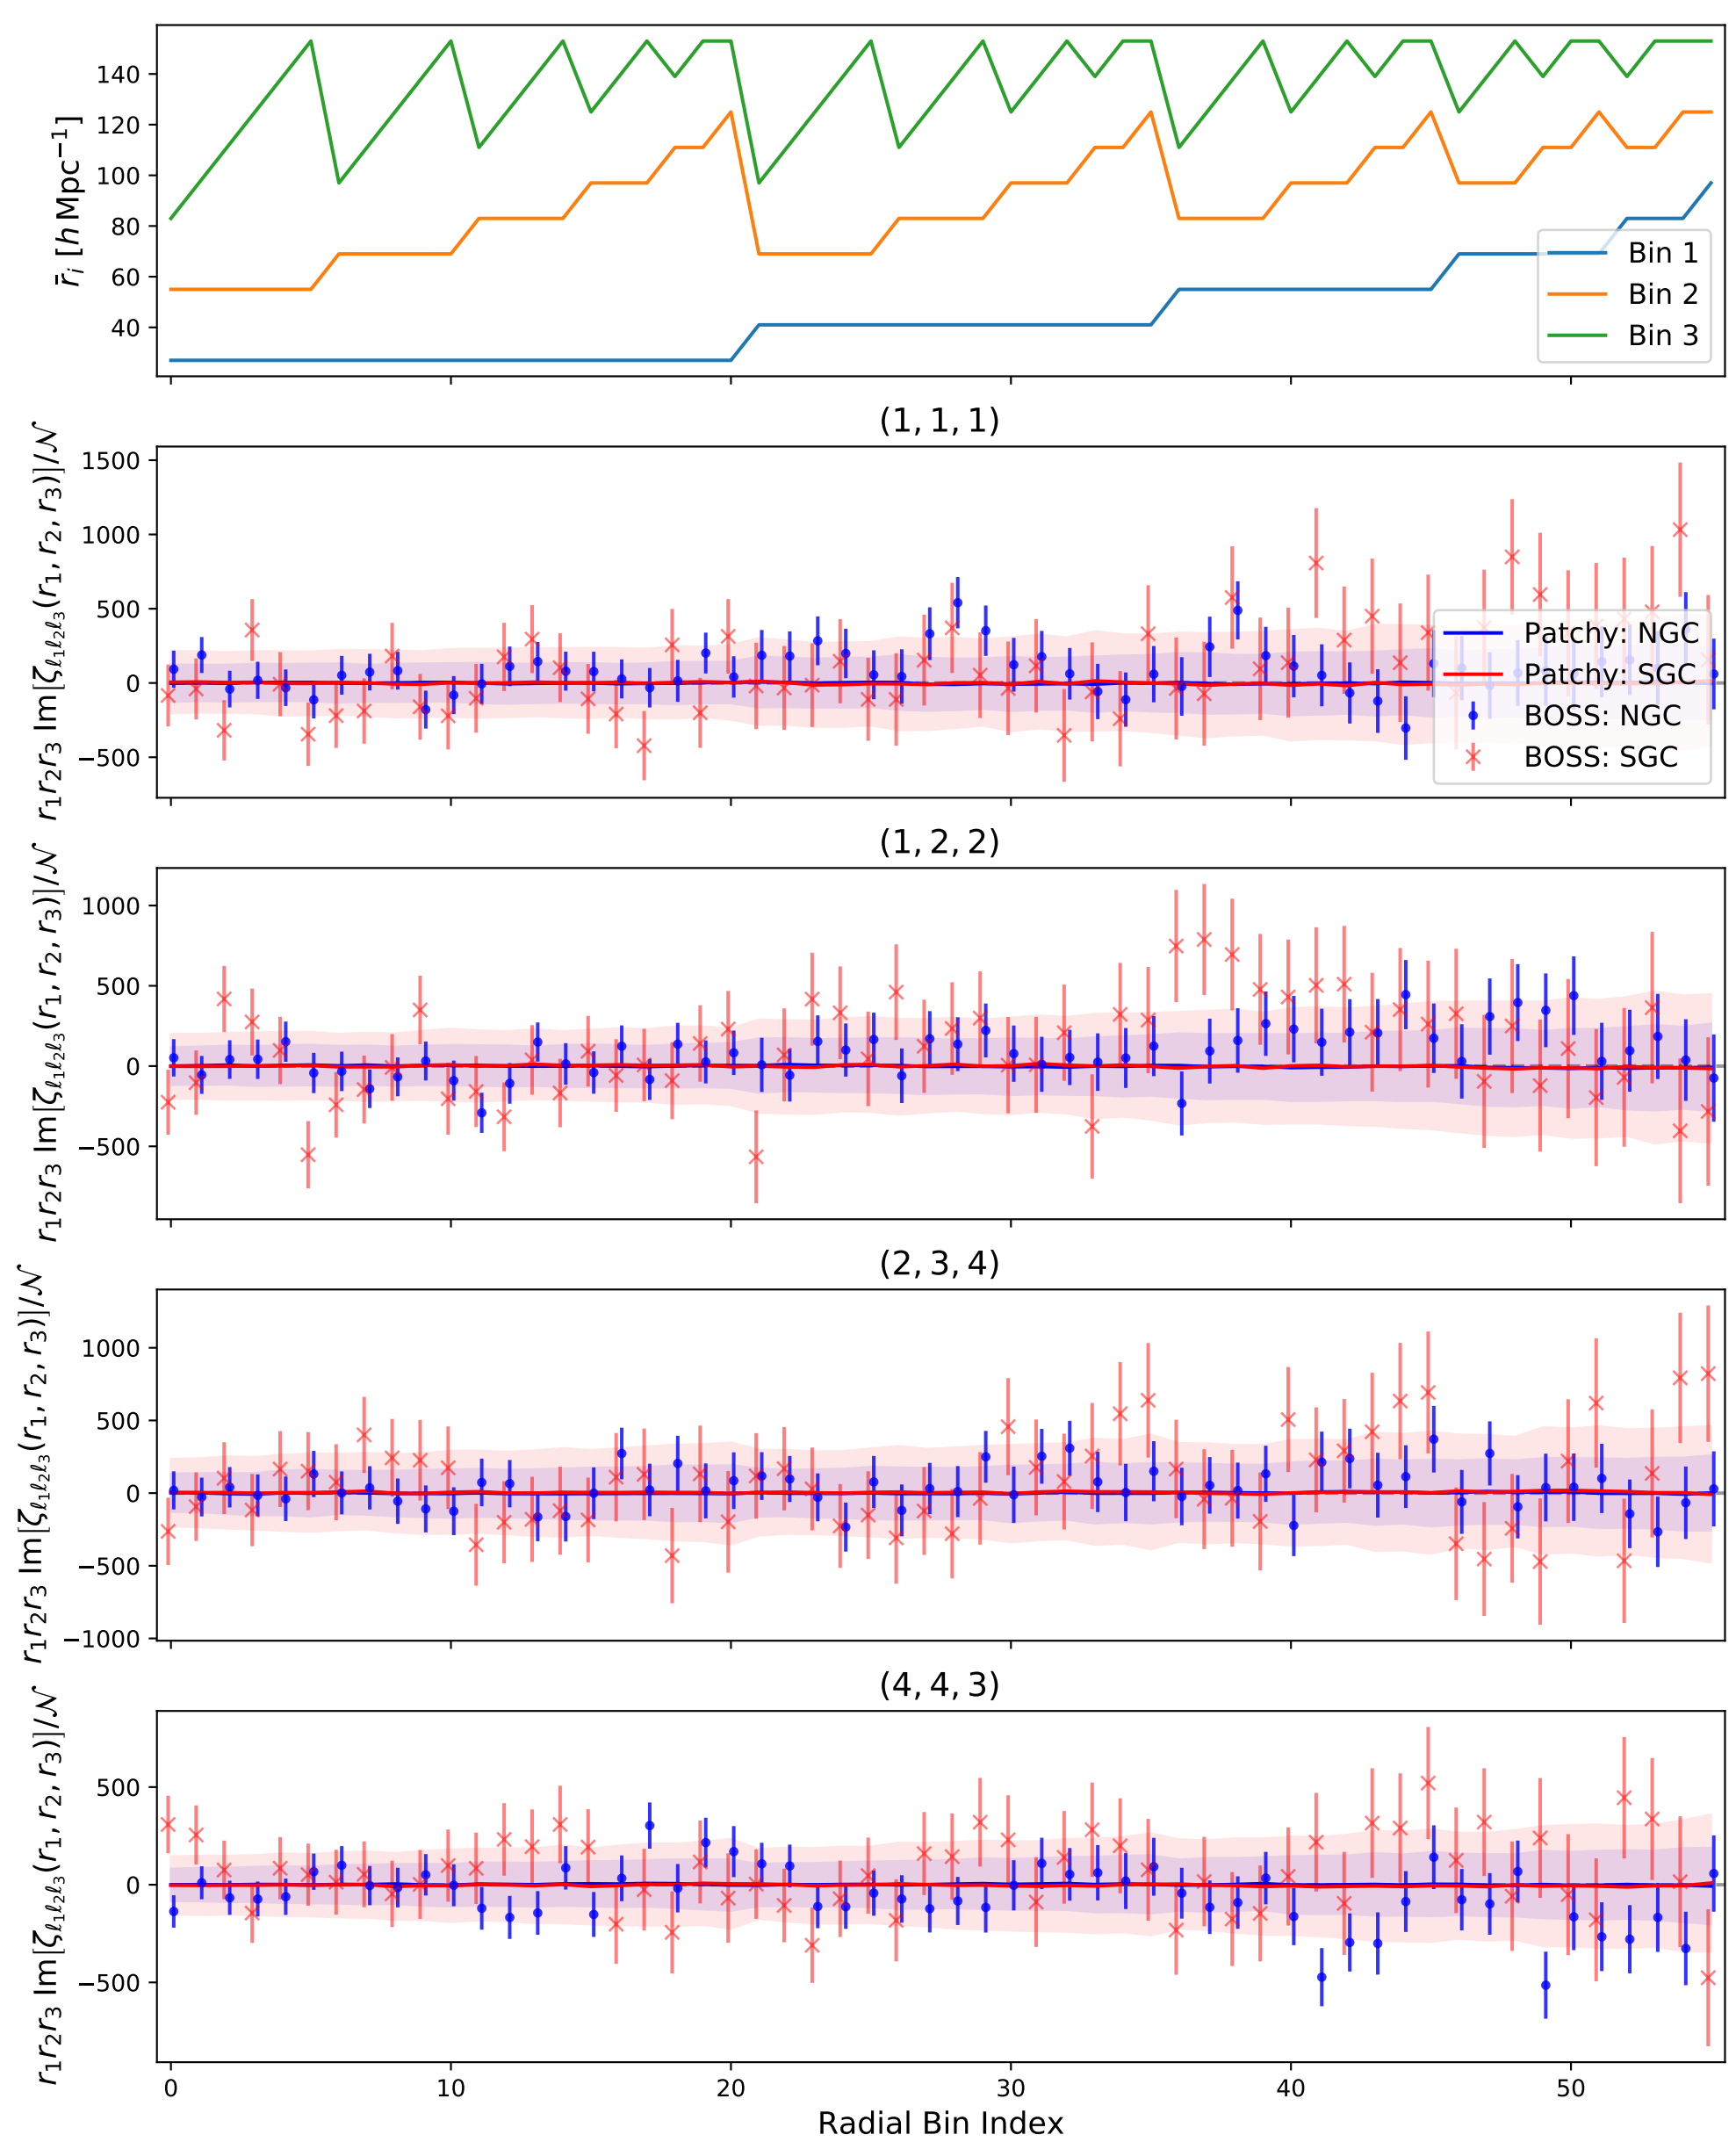 140
120
100
80
60
40
r̄ᵢ [h Mpc⁻¹]
Bin 1
Bin 2
Bin 3
(1, 1, 1)
1500
1000
500
0
−500
r₁r₂r₃ Im[ζ_{ℓ₁ℓ₂ℓ₃}(r₁, r₂, r₃)]/𝒩
Patchy: NGC
Patchy: SGC
BOSS: NGC
BOSS: SGC
(1, 2, 2)
1000
500
0
−500
r₁r₂r₃ Im[ζ_{ℓ₁ℓ₂ℓ₃}(r₁, r₂, r₃)]/𝒩
(2, 3, 4)
1000
500
0
−500
−1000
r₁r₂r₃ Im[ζ_{ℓ₁ℓ₂ℓ₃}(r₁, r₂, r₃)]/𝒩
(4, 4, 3)
500
0
−500
r₁r₂r₃ Im[ζ_{ℓ₁ℓ₂ℓ₃}(r₁, r₂, r₃)]/𝒩
0 10 20 30 40 50
Radial Bin Index